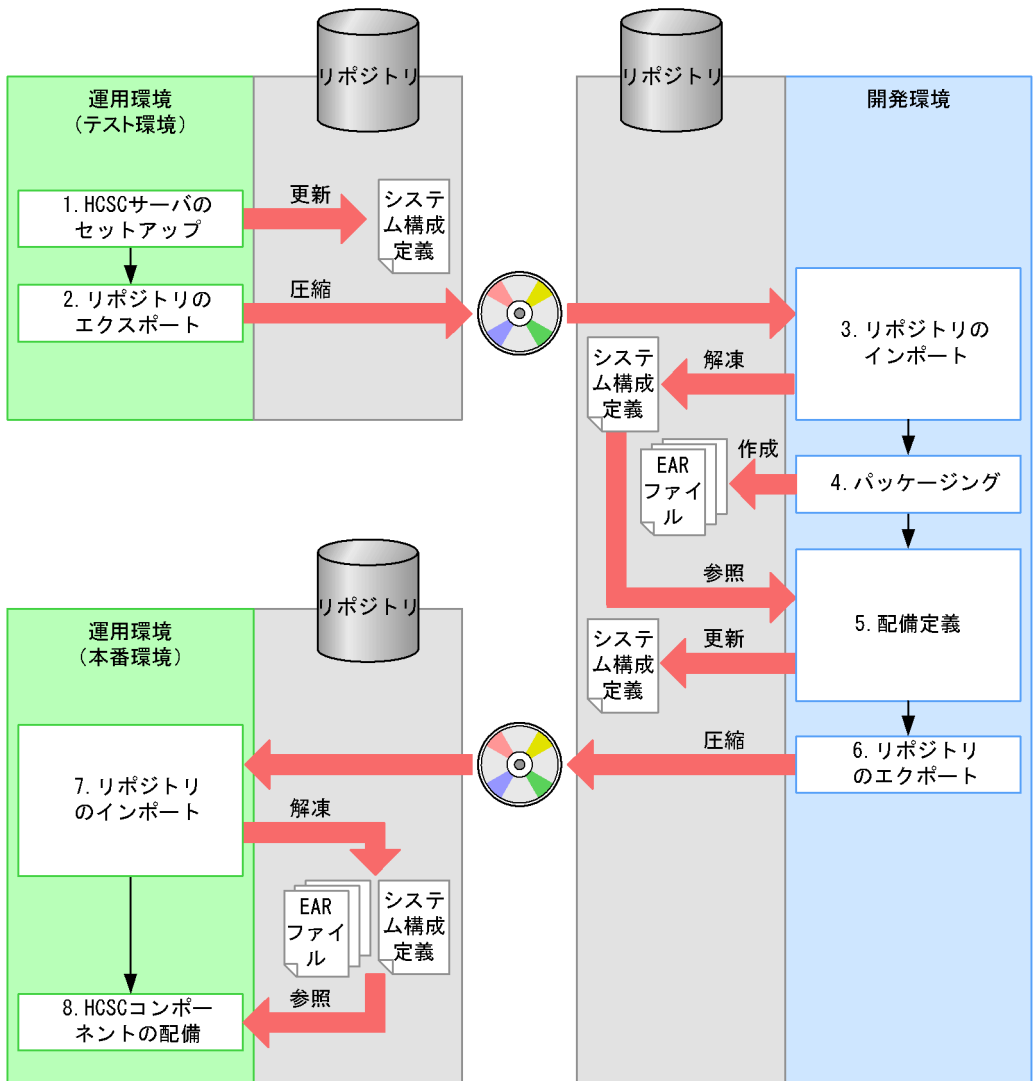 リポジトリ
リポジトリ
運用環境
(テスト環境)
開発環境
1.HCSCサーバの
セットアップ
更新
システ
ム構成
定義
2.リポジトリの
エクスポート
圧縮
3.リポジトリの
インポート
解凍
システ
ム構成
定義
作成
EAR
ファイ
ル
4.パッケージング
参照
5.配備定義
更新
システ
ム構成
定義
圧縮
6.リポジトリ
のエクポート
リポジトリ
運用環境
(本番環境)
7.リポジトリ
のインポート
解凍
EAR
ファイ
ル
システ
ム構成
定義
参照
8.HCSCコンポー
ネントの配備